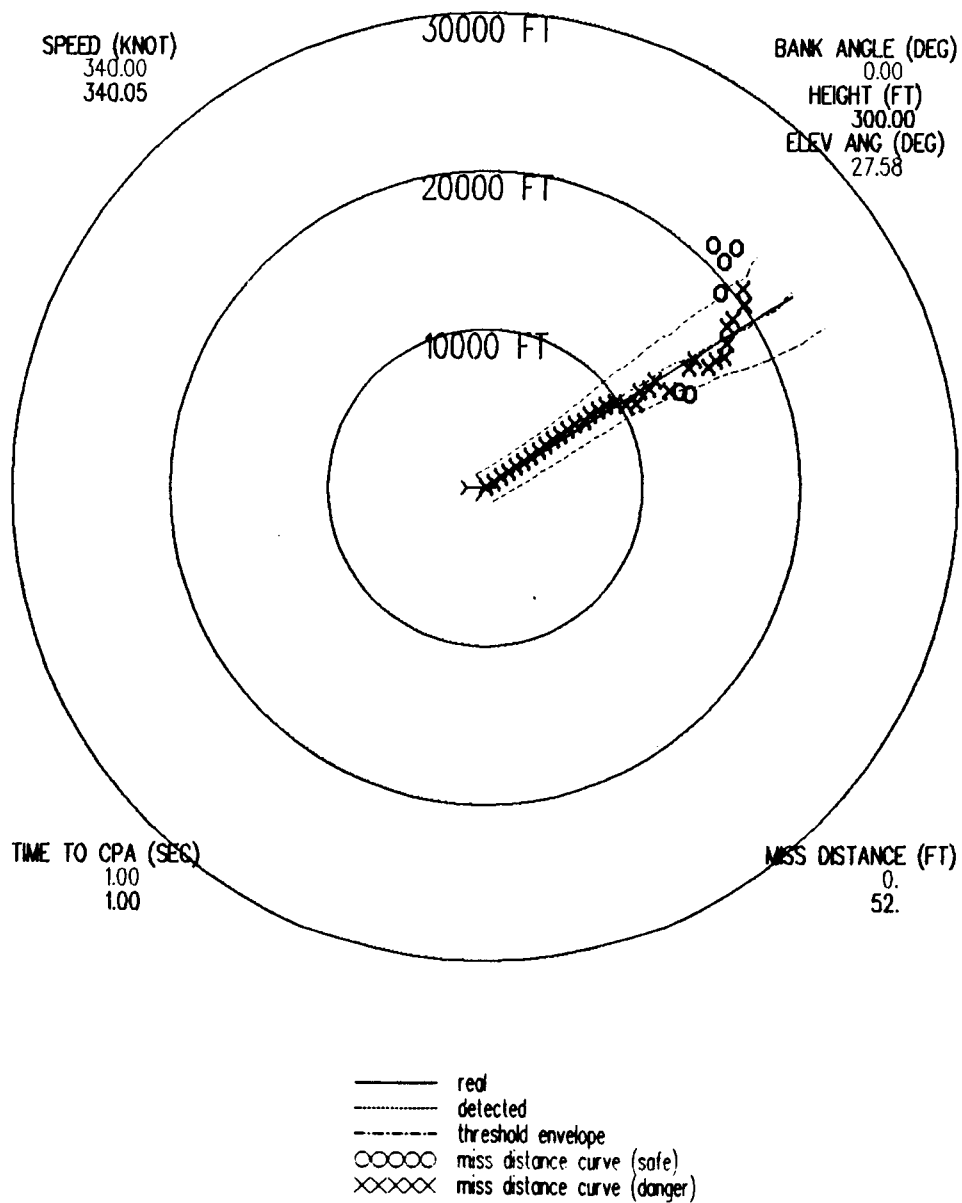 30000 FT
SPEED (KNOT)
340.00
340.05
BANK ANGLE (DEG)
0.00
HEIGHT (FT)
300.00
ELEV ANG (DEG)
27.58
20000 FT
10000 FT
TIME TO CPA (SEC)
1.00
1.00
MISS DISTANCE (FT)
0.
52.
real
detected
threshold envelope
miss distance curve (safe)
miss distance curve (danger)